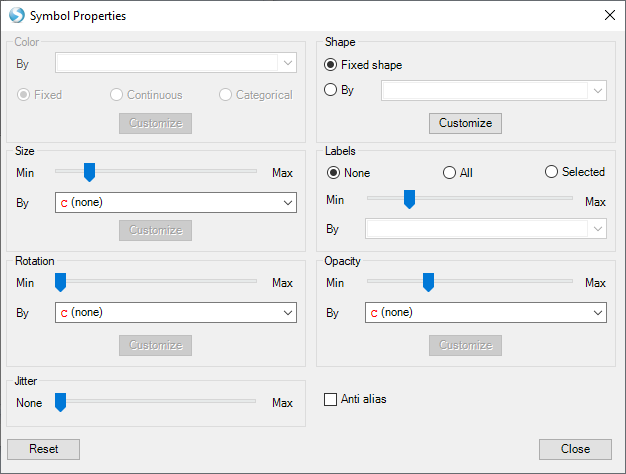 Symbol Properties
Color
By
Fixed
Continuous
Categorical
Customize
Shape
Fixed shape
By
Customize
Size
Min
Max
By
c (none)
Customize
Labels
None
All
Selected
Min
Max
By
Rotation
Min
Max
By
c (none)
Customize
Opacity
Min
Max
By
c (none)
Customize
Jitter
None
Max
Anti alias
Reset
Close